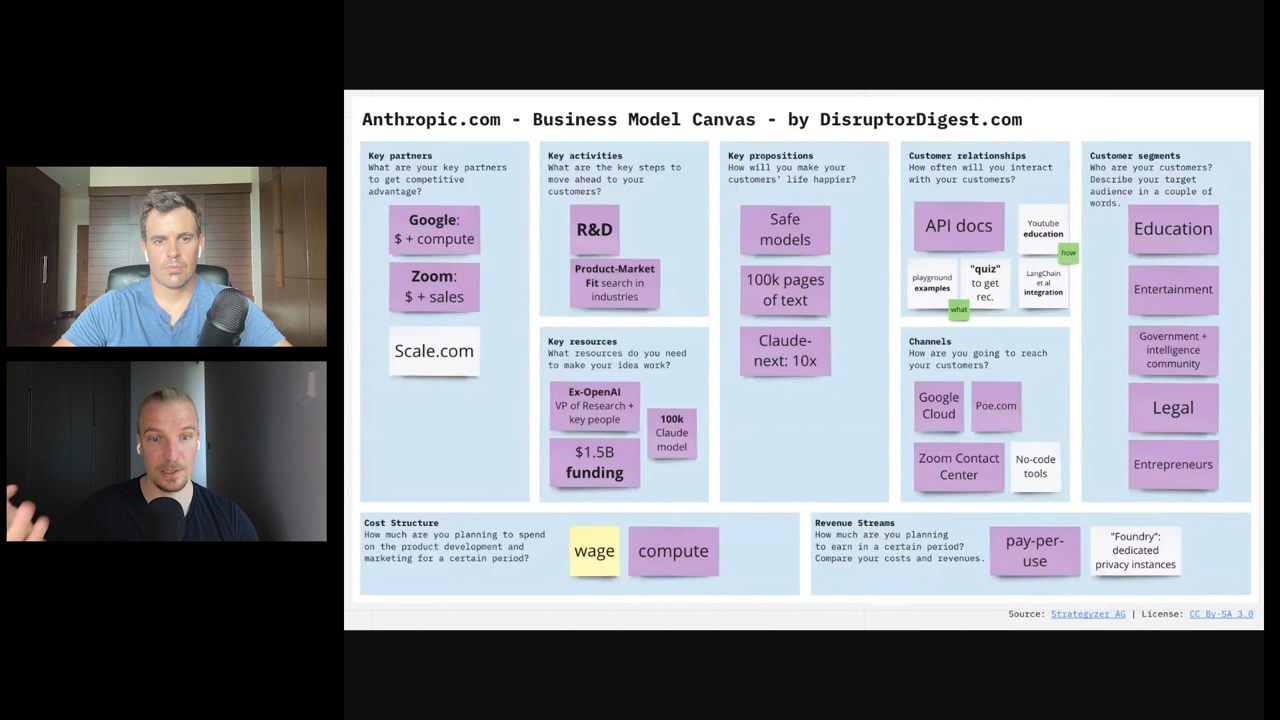 Anthropic.com - Business Model Canvas - by DisruptorDigest.com
Key partners
What are your key partners
to get competitive
advantage?
Google:
$ + compute
Zoom:
$ + sales
Scale.com
Key activities
What are the key steps to
move ahead to your
customers?
R&D
Product-Market
Fit search in
industries
Key resources
What resources do you need
to make your idea work?
Ex-OpenAI
VP of Research +
key people
100k
Claude
model
$1.5B
funding
Key propositions
How will you make your
customers' life happier?
Safe
models
100k pages
of text
Claude-
next: 10x
Customer relationships
How often will you interact
with your customers?
API docs
Youtube
education
how
playground
examples
what
"quiz"
to get
rec.
LangChain
et al
integration
Channels
How are you going to reach
your customers?
Google
Cloud
Poe.com
Zoom Contact
Center
No-code
tools
Customer segments
Who are your customers?
Describe your target
audience in a couple of
words.
Education
Entertainment
Government +
intelligence
community
Legal
Entrepreneurs
Cost Structure
How much are you planning to spend
on the product development and
marketing for a certain period?
wage
compute
Revenue Streams
How much are you planning
to earn in a certain period?
Compare your costs and revenues.
pay-per-
use
"Foundry":
dedicated
privacy instances
Source: Strategyzer AG | License: CC By-SA 3.0